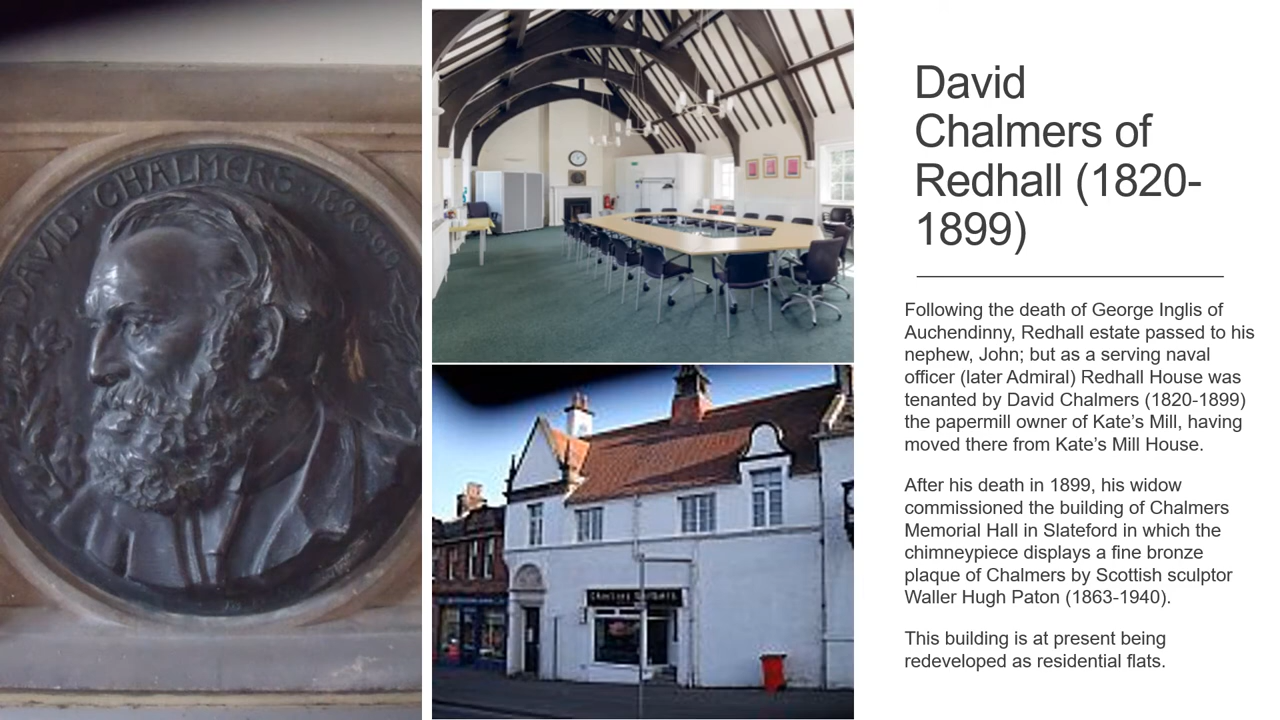 DAVID · CHALMERS · 1820-99
David
Chalmers of
Redhall (1820-
1899)
Following the death of George Inglis of
Auchendinny, Redhall estate passed to his
nephew, John; but as a serving naval
officer (later Admiral) Redhall House was
tenanted by David Chalmers (1820-1899)
the papermill owner of Kate’s Mill, having
moved there from Kate’s Mill House.
After his death in 1899, his widow
commissioned the building of Chalmers
Memorial Hall in Slateford in which the
chimneypiece displays a fine bronze
plaque of Chalmers by Scottish sculptor
Waller Hugh Paton (1863-1940).
This building is at present being
redeveloped as residential flats.